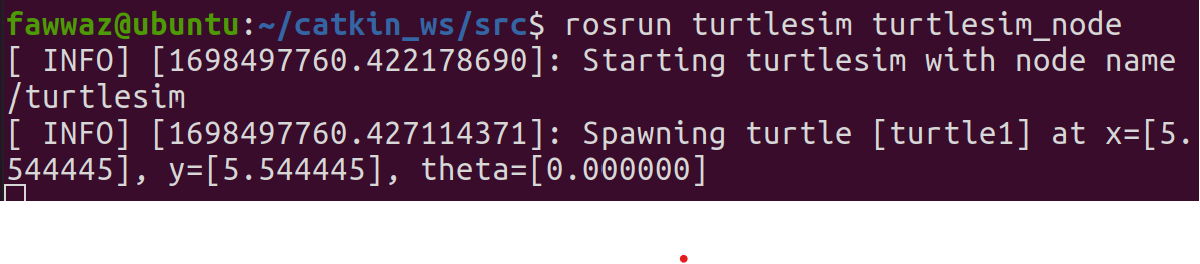 fawwaz@ubuntu:~/catkin_ws/src$ rosrun turtlesim turtlesim_node
[ INFO] [1698497760.422178690]: Starting turtlesim with node name
/turtlesim
[ INFO] [1698497760.427114371]: Spawning turtle [turtle1] at x=[5.
544445], y=[5.544445], theta=[0.000000]